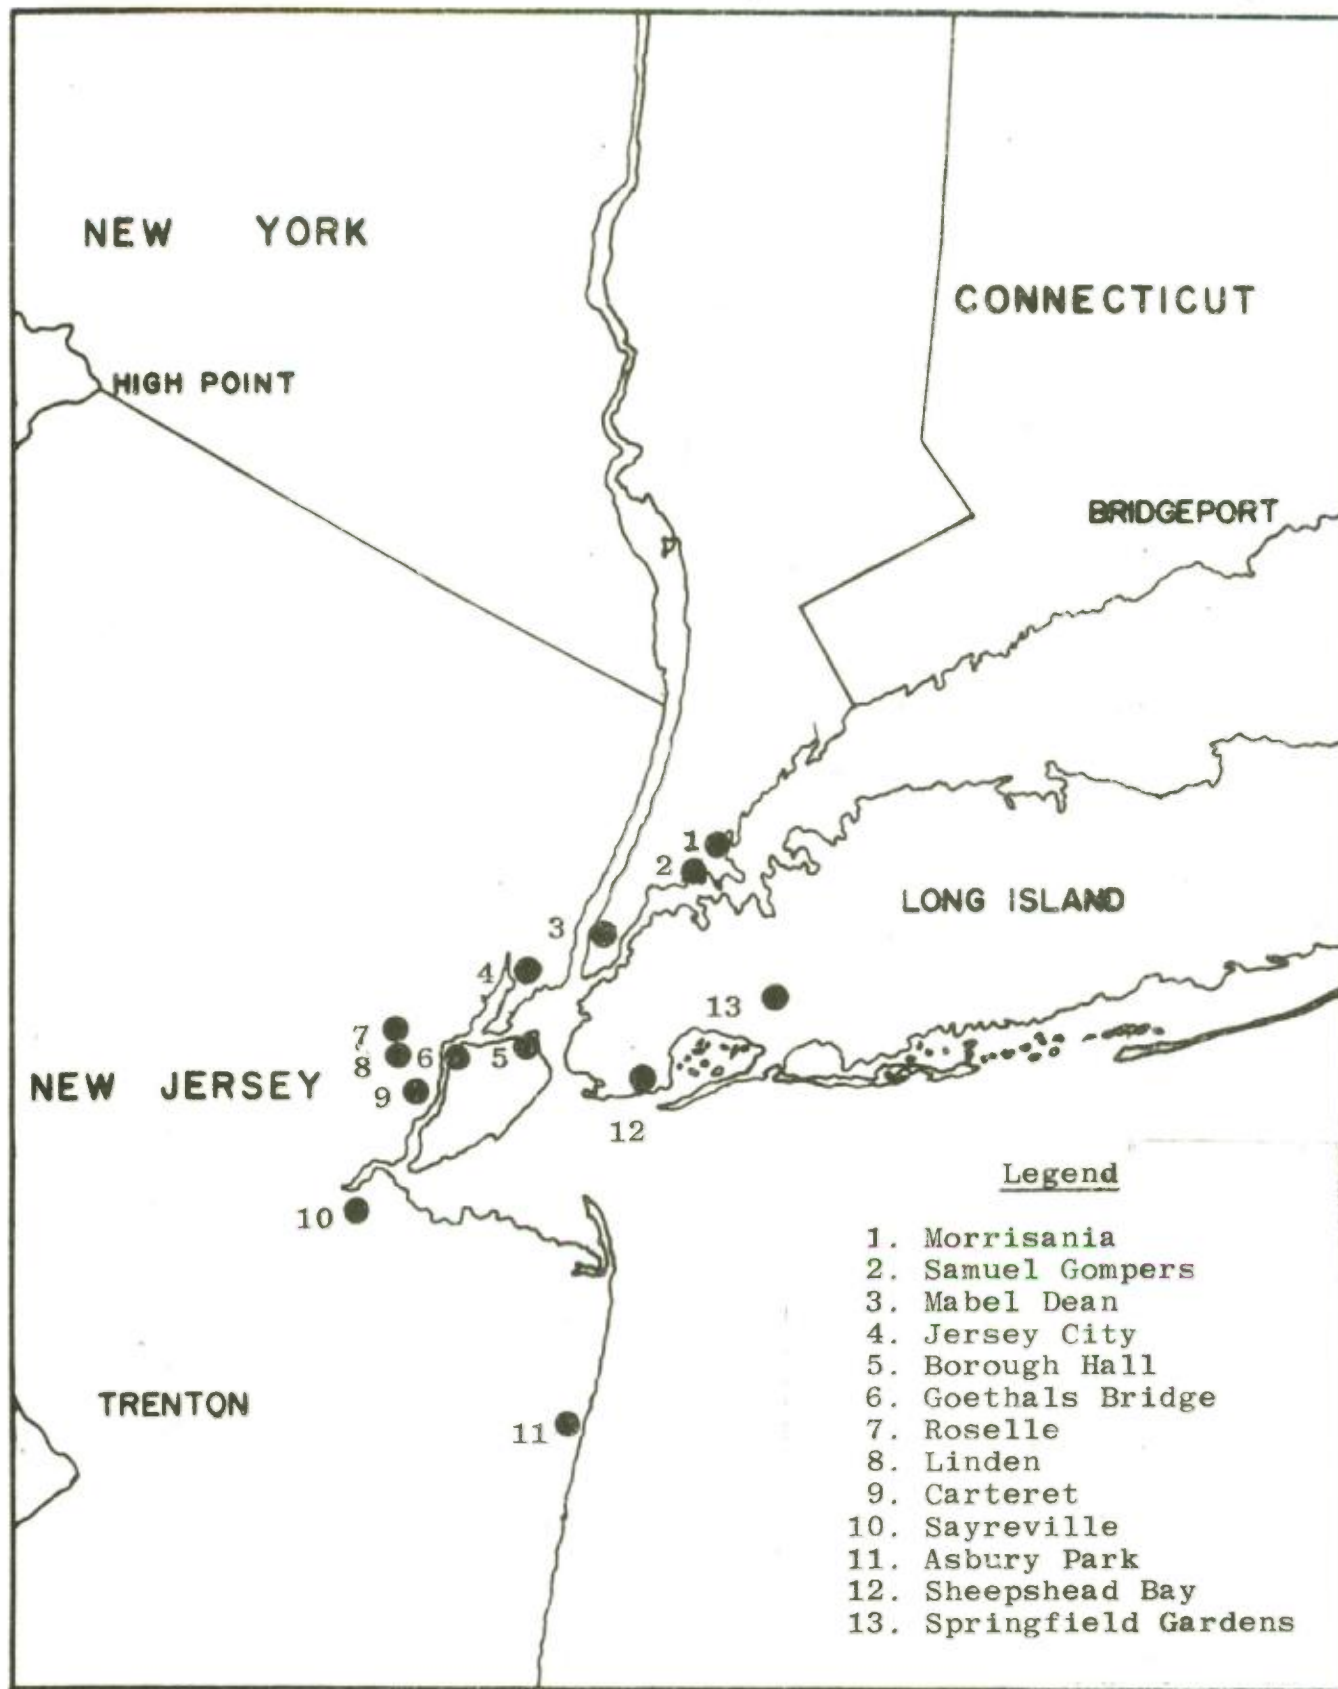 NEW YORK
CONNECTICUT
HIGH POINT
BRIDGEPORT
1
2
LONG ISLAND
3
4
13
7
8
6
5
NEW JERSEY
9
12
10
Legend
1. Morrisania
2. Samuel Gompers
3. Mabel Dean
4. Jersey City
5. Borough Hall
6. Goethals Bridge
7. Roselle
8. Linden
9. Carteret
10. Sayreville
11. Asbury Park
12. Sheepshead Bay
13. Springfield Gardens
TRENTON
11